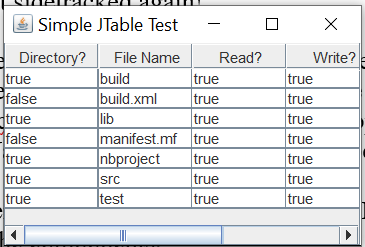 sidetracked again!
Simple JTable Test
Directory? File Name Read? Write?
true build true true
false build.xml true true
true lib true true
false manifest.mf true true
true nbproject true true
true src true true
true test true true